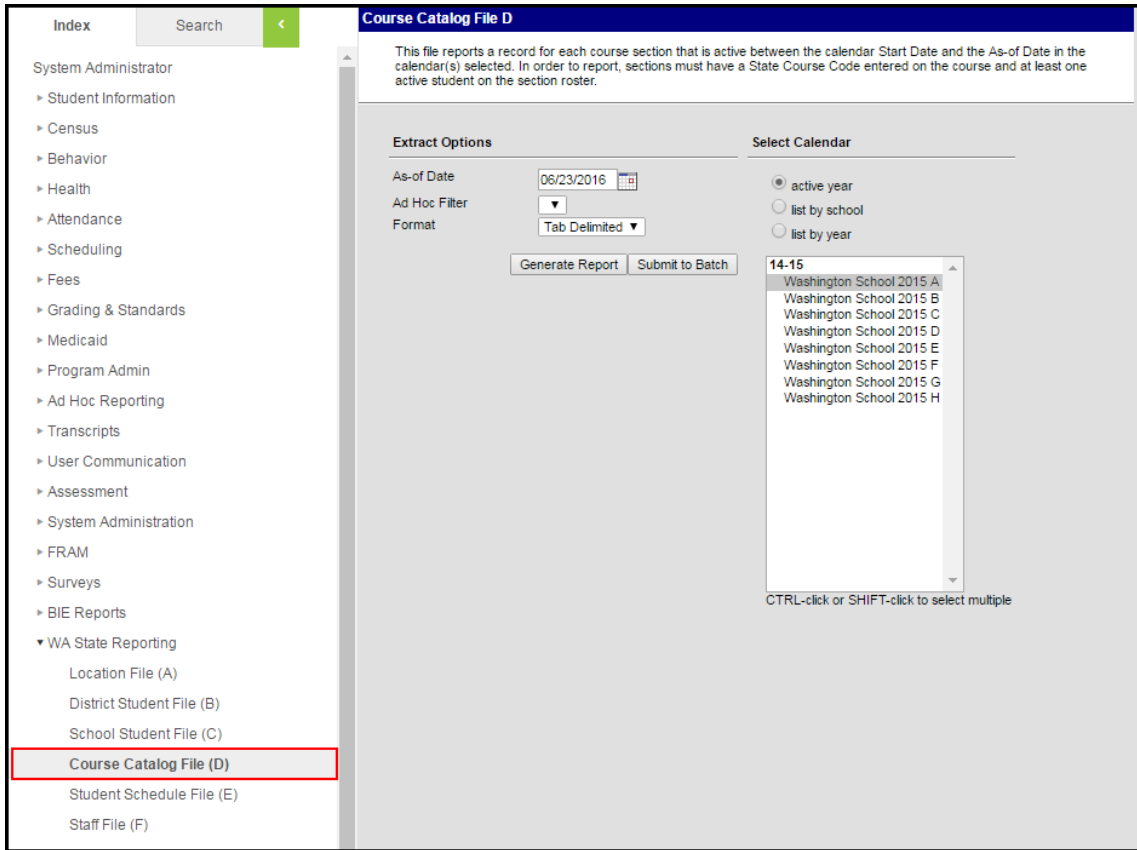 Index
Search
System Administrator
Student Information
Census
Behavior
Health
Attendance
Scheduling
Fees
Grading & Standards
Medicaid
Program Admin
Ad Hoc Reporting
Transcripts
User Communication
Assessment
System Administration
FRAM
Surveys
BIE Reports
WA State Reporting
Location File (A)
District Student File (B)
School Student File (C)
Course Catalog File (D)
Student Schedule File (E)
Staff File (F)
Course Catalog File D
This file reports a record for each course section that is active between the calendar Start Date and the As-of Date in the
calendar(s) selected. In order to report, sections must have a State Course Code entered on the course and at least one
active student on the section roster.
Extract Options
As-of Date 06/23/2016
Ad Hoc Filter
Format Tab Delimited
Generate Report Submit to Batch
Select Calendar
active year
list by school
list by year
14-15
Washington School 2015 A
Washington School 2015 B
Washington School 2015 C
Washington School 2015 D
Washington School 2015 E
Washington School 2015 F
Washington School 2015 G
Washington School 2015 H
CTRL-click or SHIFT-click to select multiple